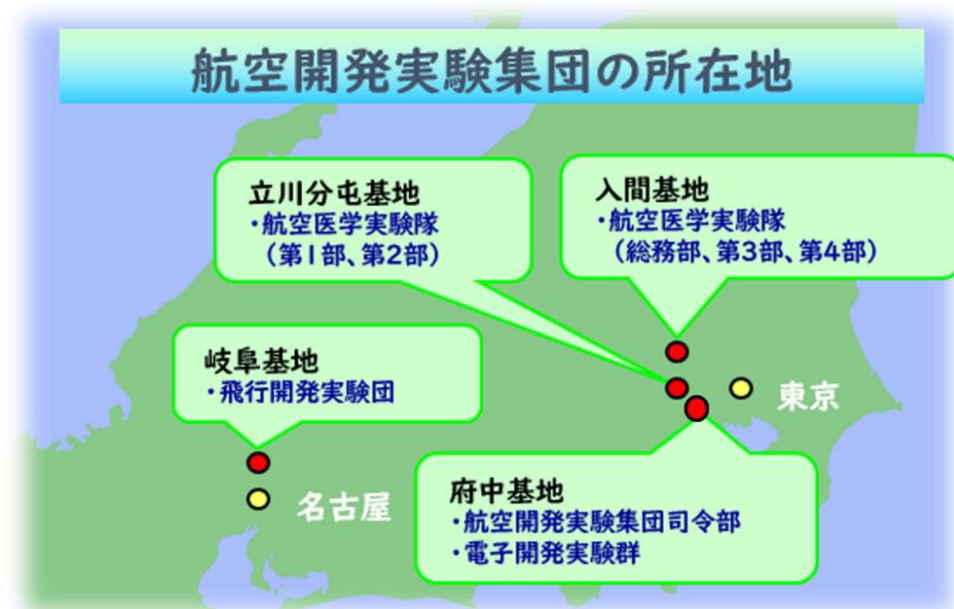 航空開発実験集団の所在地
立川分屯基地
・航空医学実験隊
（第1部、第2部）
入間基地
・航空医学実験隊
（総務部、第3部、第4部）
岐阜基地
・飛行開発実験団
東京
名古屋
府中基地
・航空開発実験集団司令部
・電子開発実験群